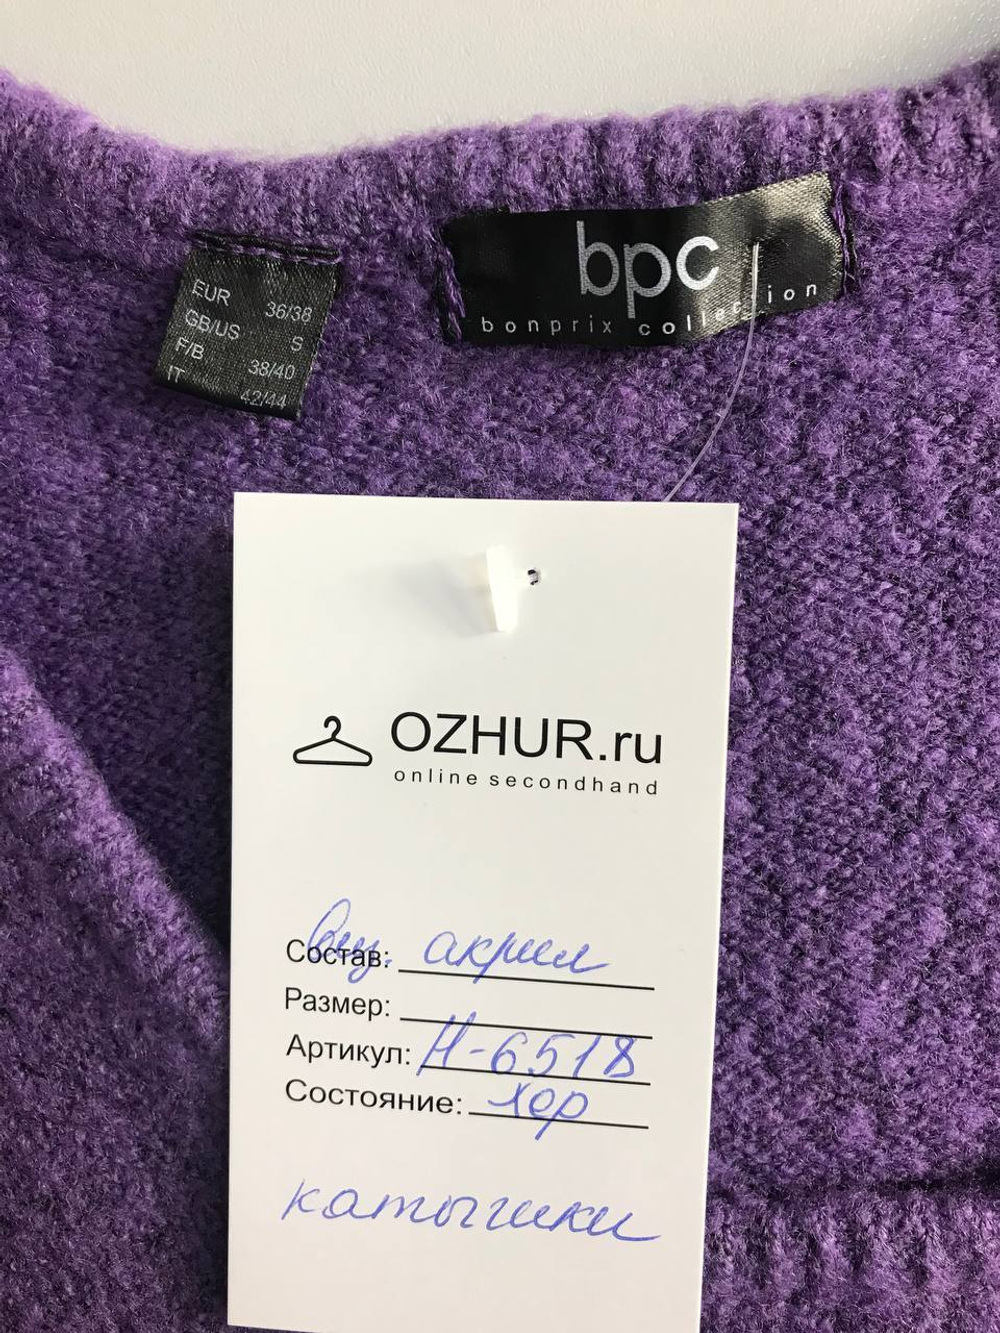 bpc
bonprix collection
EUR 36/38
GB/US S
F/B 38/40
IT 42/44
OZHUR.ru
online secondhand
Состав: акрил
Размер:
Артикул: Н-6518
Состояние: хор
катышки